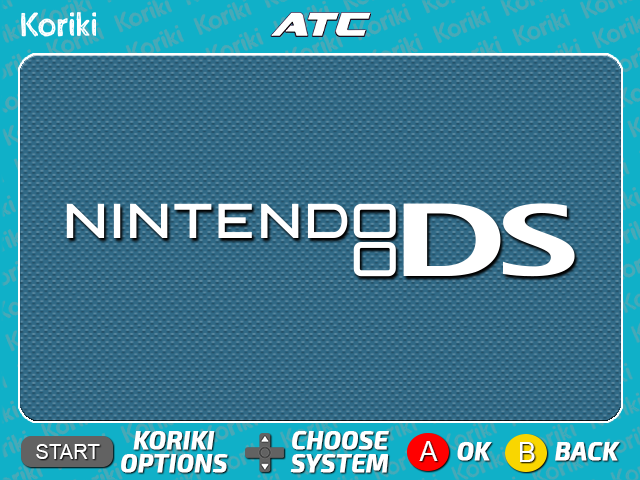 Koriki
ATC
NINTENDO DS
START
KORIKI
OPTIONS
CHOOSE
SYSTEM
A OK
B BACK